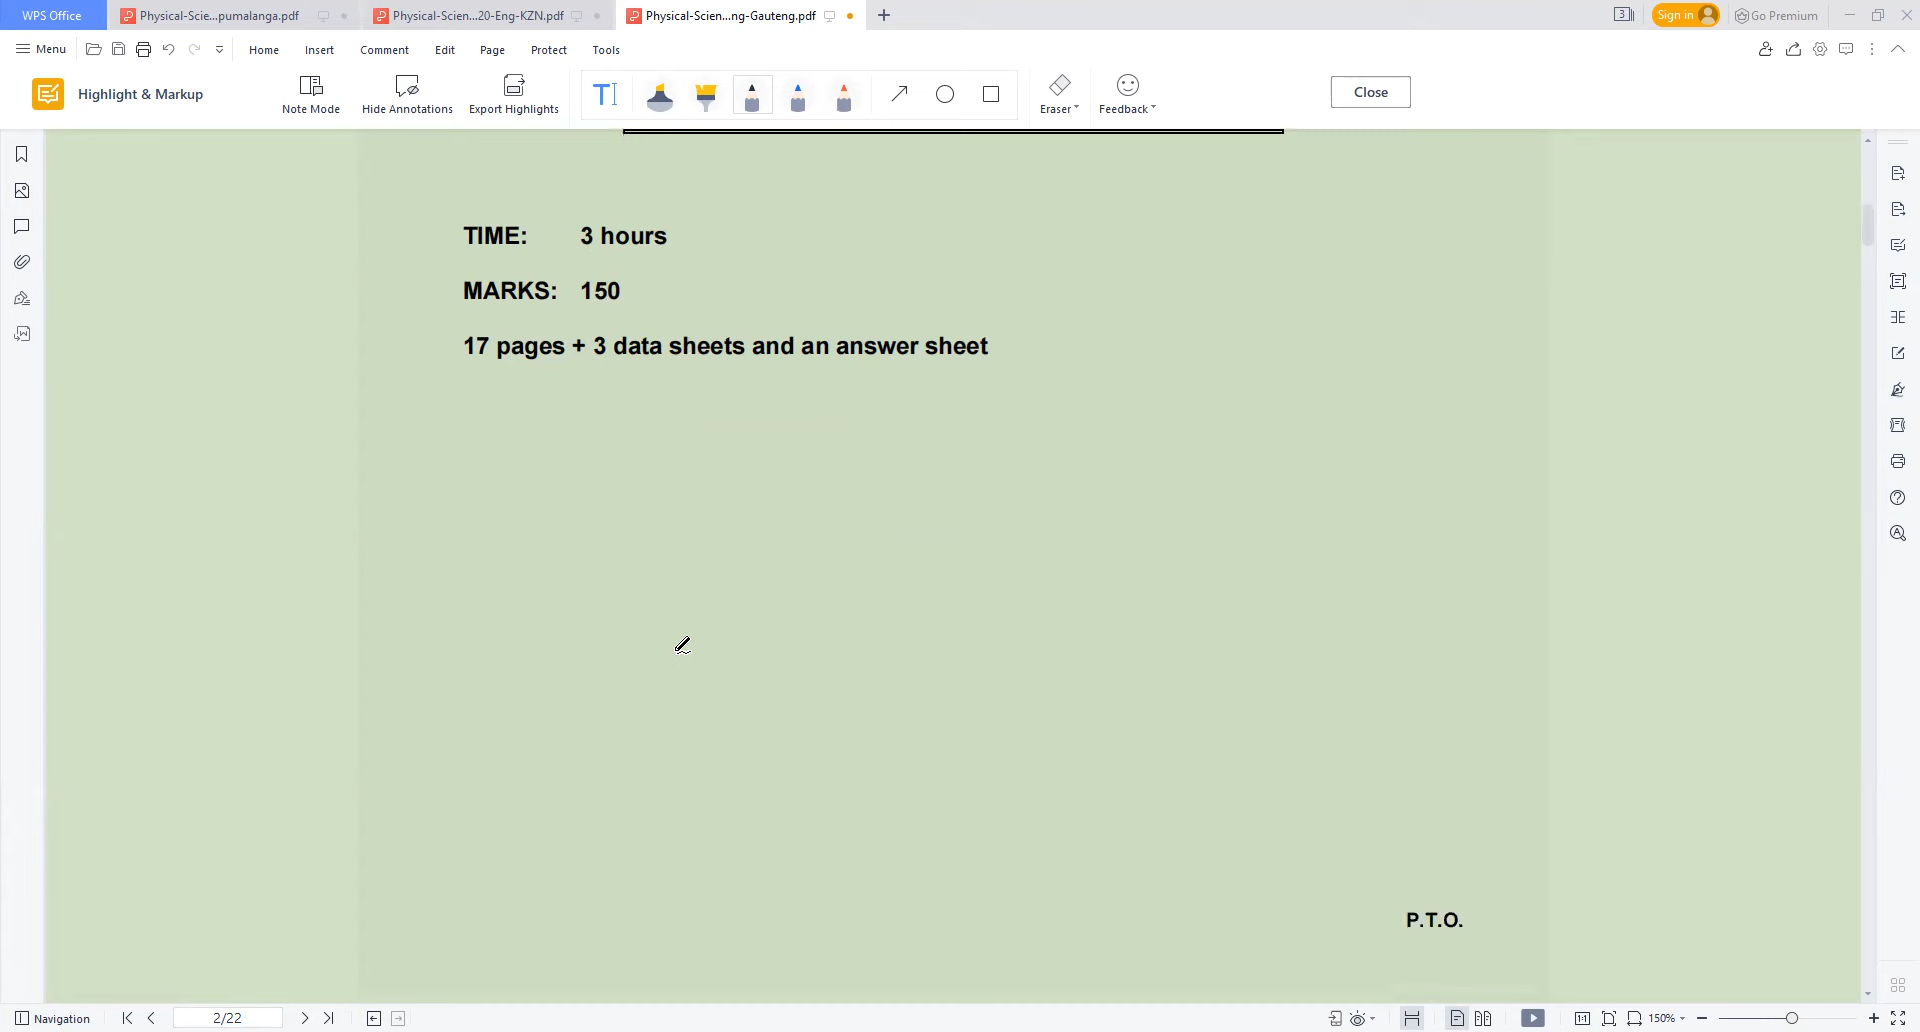 WPS Office
Physical-Scie...pumalanga.pdf
Physical-Scien...20-Eng-KZN.pdf
Physical-Scien...ng-Gauteng.pdf
3
Sign in
Go Premium
Menu
Home
Insert
Comment
Edit
Page
Protect
Tools
Highlight & Markup
Note Mode
Hide Annotations
Export Highlights
Eraser
Feedback
Close
TIME: 3 hours
MARKS: 150
17 pages + 3 data sheets and an answer sheet
P.T.O.
Navigation
2/22
150%